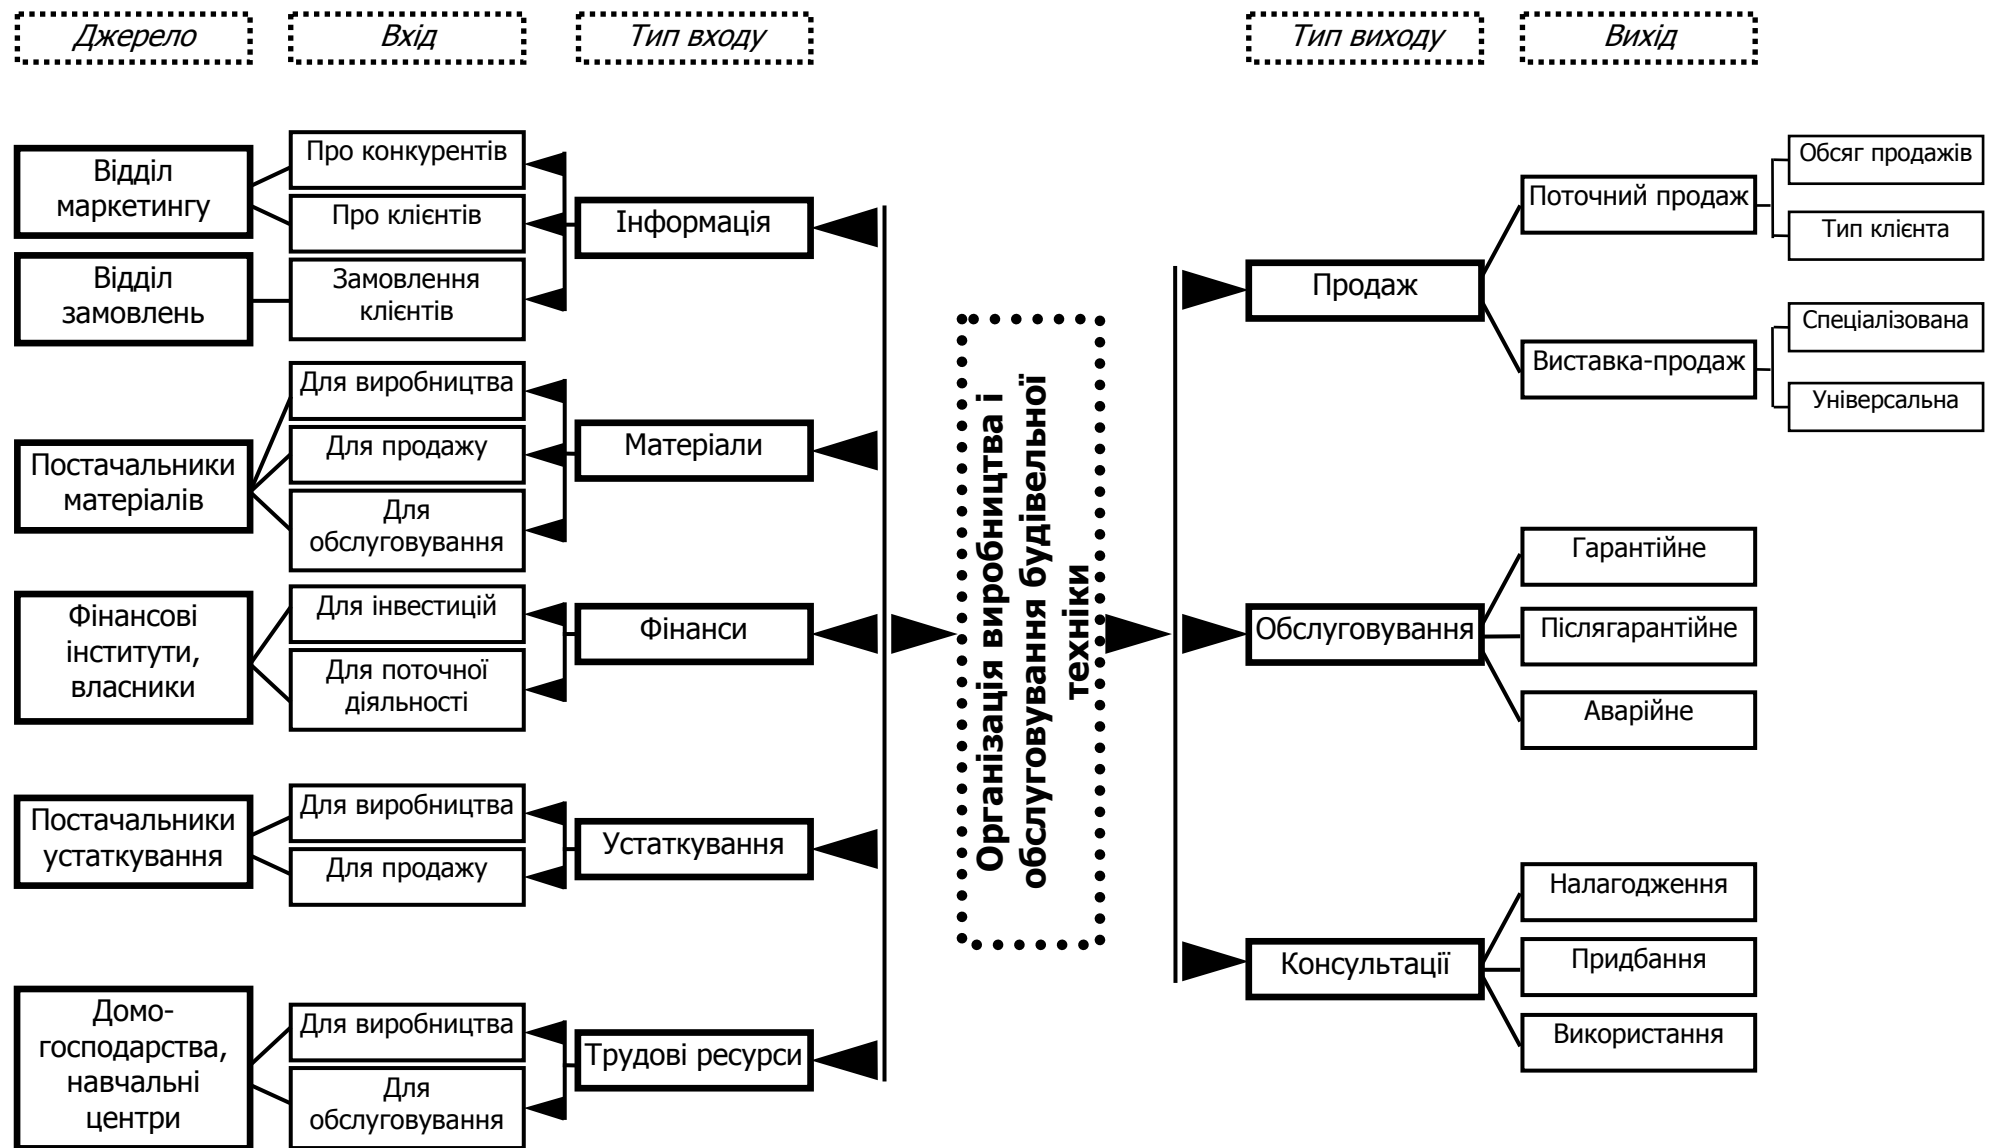 Джерело
Вхід
Тип входу
Тип виходу
Вихід
Відділ
маркетингу
Про конкурентів
Про клієнтів
Інформація
Відділ
замовлень
Замовлення
клієнтів
Постачальники
матеріалів
Для виробництва
Для продажу
Для
обслуговування
Матеріали
Фінансові
інститути,
власники
Для інвестицій
Для поточної
діяльності
Фінанси
Постачальники
устаткування
Для виробництва
Для продажу
Устаткування
Домо-
господарства,
навчальні
центри
Для виробництва
Для
обслуговування
Трудові ресурси
Організація виробництва і
обслуговування будівельної
техніки
Продаж
Поточний продаж
Обсяг продажів
Тип клієнта
Виставка-продаж
Спеціалізована
Універсальна
Обслуговування
Гарантійне
Післягарантійне
Аварійне
Консультації
Налагодження
Придбання
Використання